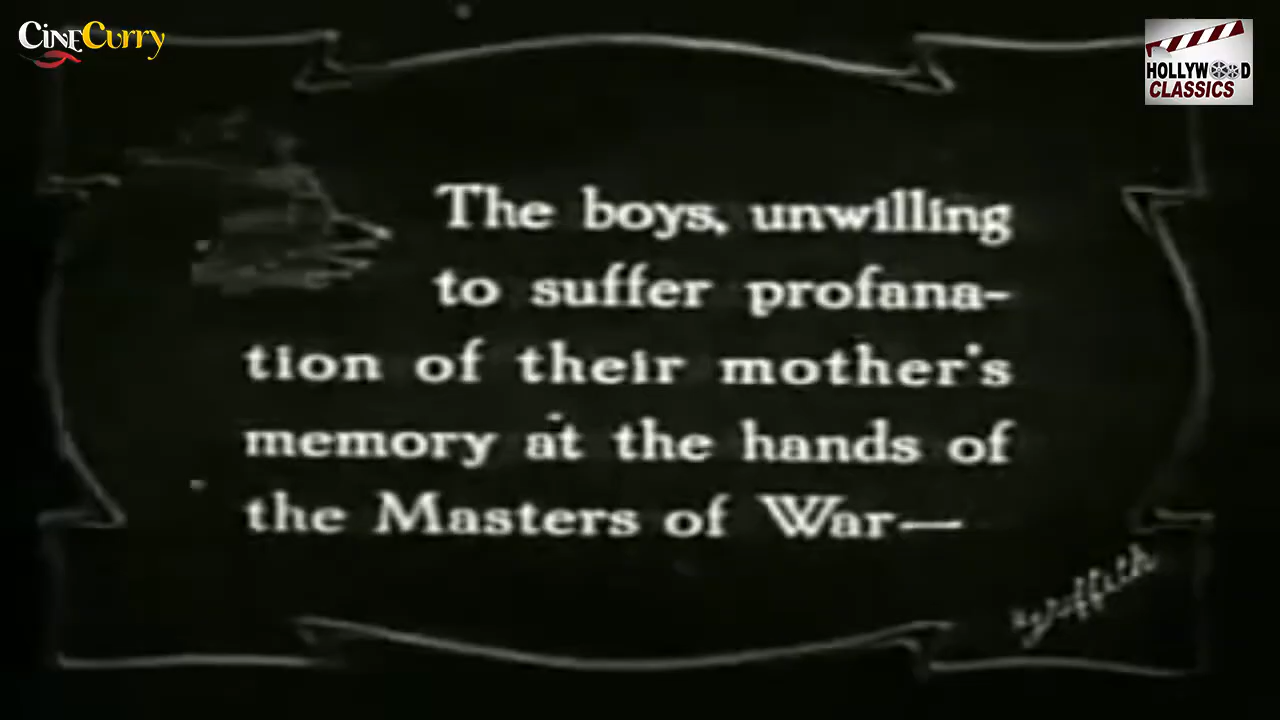 CINECURRY
HOLLYWOOD
CLASSICS
The boys, unwilling
to suffer profana-
tion of their mother's
memory at the hands of
the Masters of War—
Griffith